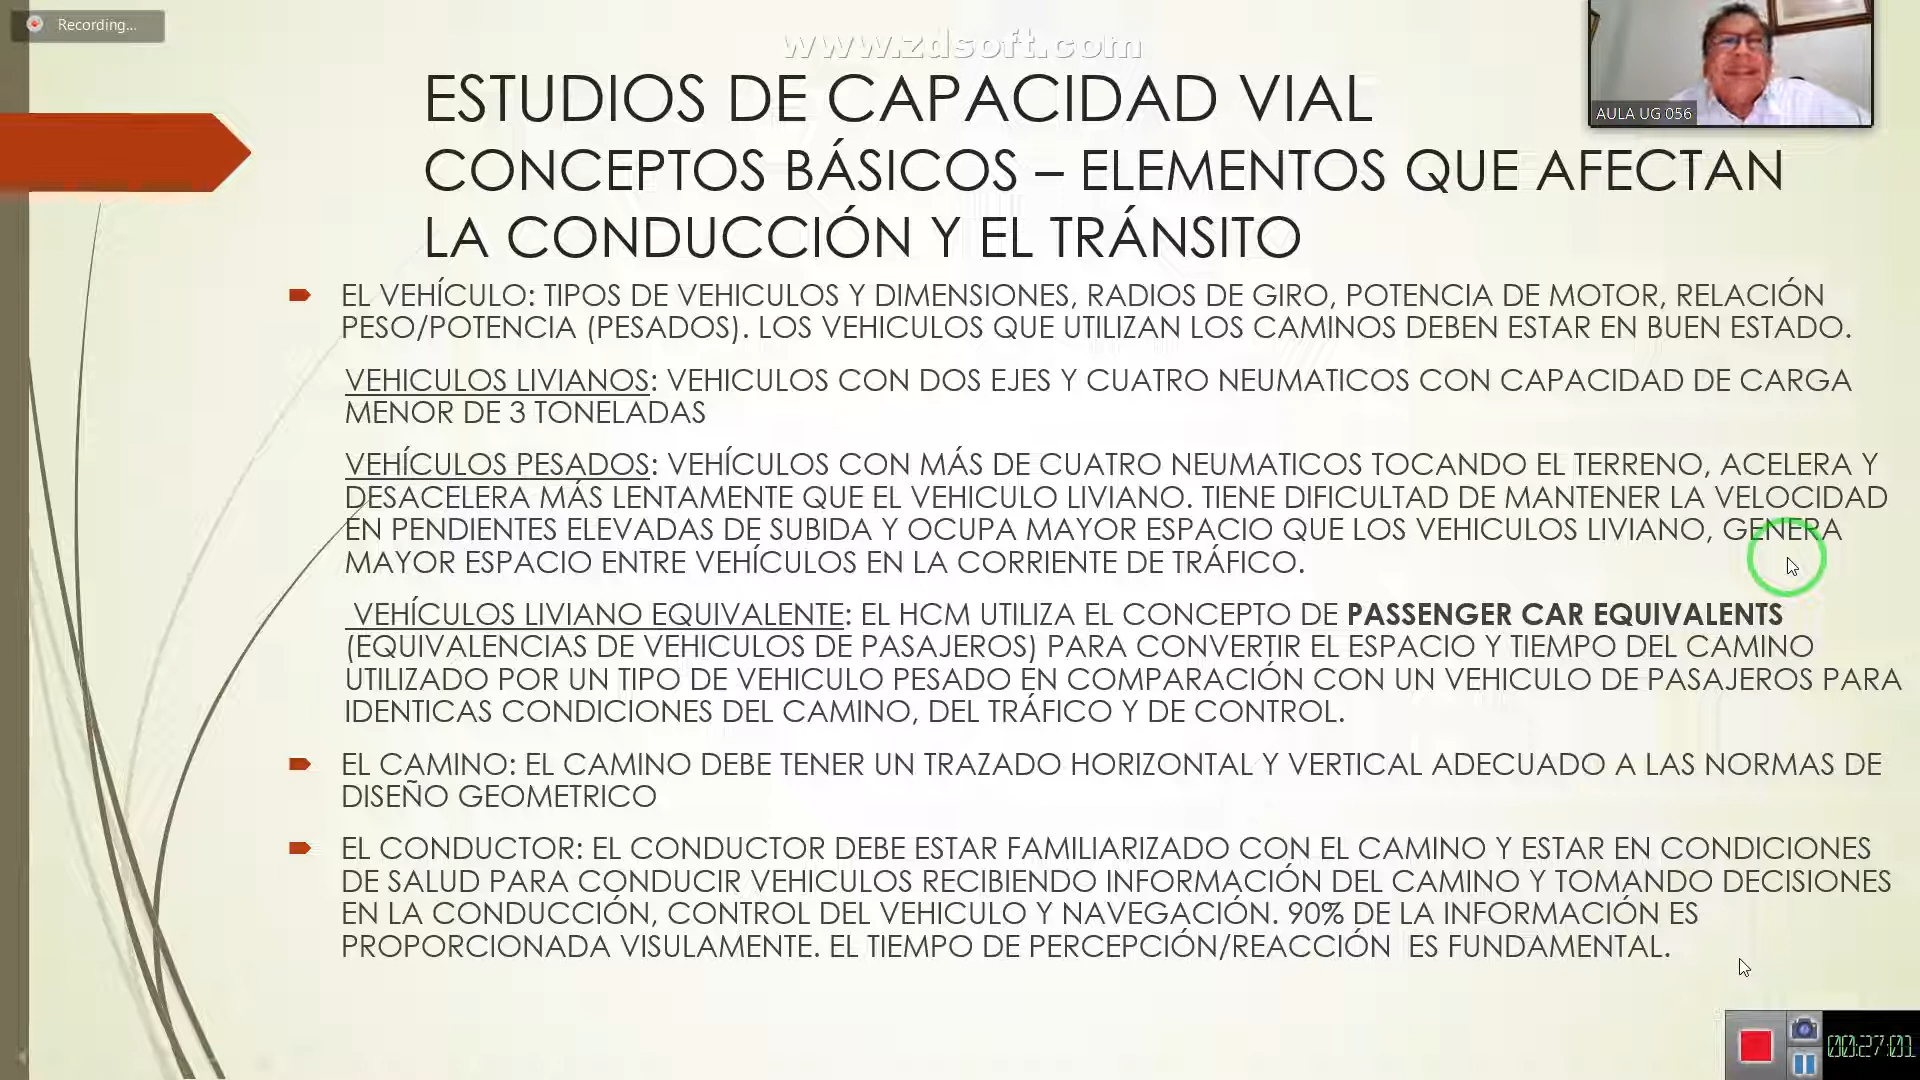 Recording...
www.zdsoft.com
AULA UG 056
ESTUDIOS DE CAPACIDAD VIAL
CONCEPTOS BÁSICOS – ELEMENTOS QUE AFECTAN
LA CONDUCCIÓN Y EL TRÁNSITO
EL VEHÍCULO: TIPOS DE VEHICULOS Y DIMENSIONES, RADIOS DE GIRO, POTENCIA DE MOTOR, RELACIÓN
PESO/POTENCIA (PESADOS). LOS VEHICULOS QUE UTILIZAN LOS CAMINOS DEBEN ESTAR EN BUEN ESTADO.
VEHICULOS LIVIANOS: VEHICULOS CON DOS EJES Y CUATRO NEUMATICOS CON CAPACIDAD DE CARGA
MENOR DE 3 TONELADAS
VEHÍCULOS PESADOS: VEHÍCULOS CON MÁS DE CUATRO NEUMATICOS TOCANDO EL TERRENO, ACELERA Y
DESACELERA MÁS LENTAMENTE QUE EL VEHICULO LIVIANO. TIENE DIFICULTAD DE MANTENER LA VELOCIDAD
EN PENDIENTES ELEVADAS DE SUBIDA Y OCUPA MAYOR ESPACIO QUE LOS VEHICULOS LIVIANO, GENERA
MAYOR ESPACIO ENTRE VEHÍCULOS EN LA CORRIENTE DE TRÁFICO.
VEHÍCULOS LIVIANO EQUIVALENTE: EL HCM UTILIZA EL CONCEPTO DE PASSENGER CAR EQUIVALENTS
(EQUIVALENCIAS DE VEHICULOS DE PASAJEROS) PARA CONVERTIR EL ESPACIO Y TIEMPO DEL CAMINO
UTILIZADO POR UN TIPO DE VEHICULO PESADO EN COMPARACIÓN CON UN VEHICULO DE PASAJEROS PARA
IDENTICAS CONDICIONES DEL CAMINO, DEL TRÁFICO Y DE CONTROL.
EL CAMINO: EL CAMINO DEBE TENER UN TRAZADO HORIZONTAL Y VERTICAL ADECUADO A LAS NORMAS DE
DISEÑO GEOMETRICO
EL CONDUCTOR: EL CONDUCTOR DEBE ESTAR FAMILIARIZADO CON EL CAMINO Y ESTAR EN CONDICIONES
DE SALUD PARA CONDUCIR VEHICULOS RECIBIENDO INFORMACIÓN DEL CAMINO Y TOMANDO DECISIONES
EN LA CONDUCCIÓN, CONTROL DEL VEHICULO Y NAVEGACIÓN. 90% DE LA INFORMACIÓN ES
PROPORCIONADA VISULAMENTE. EL TIEMPO DE PERCEPCIÓN/REACCIÓN ES FUNDAMENTAL.
00:27:01